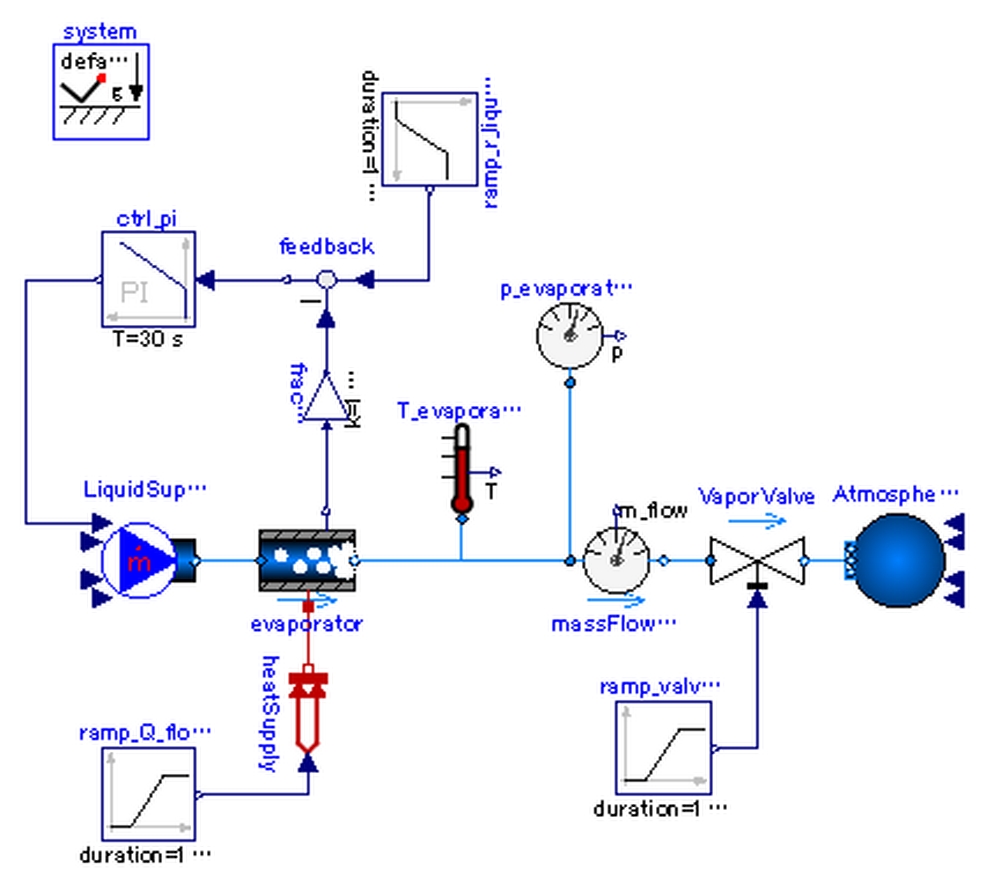 system
defa…
g
duration=1 …
ramp_r_liqu…
ctrl_pi
PI
T=30 s
feedback
p_evaporat…
p
frac…
T_evapora…
T
LiquidSup…
m_flow
VaporValve
Atmosphe…
ṁ
evaporator
massFlow…
heatSupply
ramp_valv…
ramp_Q_flo…
duration=1 …
duration=1 …